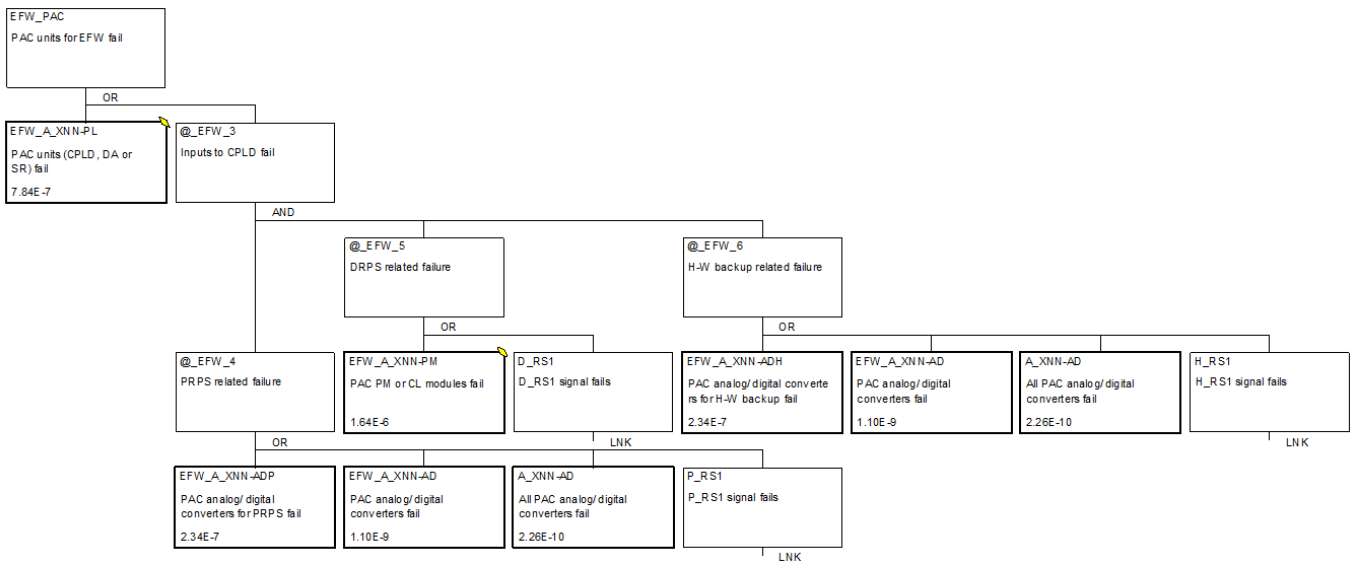 EFW_PAC
PAC units for EFW fail
OR
EFW_A_XNN-PL
PAC units (CPLD, DA or
SR) fail
7.84E-7
@_EFW_3
Inputs to CPLD fail
AND
@_EFW_5
DRPS related failure
@_EFW_6
H-W backup related failure
OR
OR
@_EFW_4
PRPS related failure
EFW_A_XNN-PM
PAC PM or CL modules fail
1.64E-6
D_RS1
D_RS1 signal fails
EFW_A_XNN-ADH
PAC analog/digital converte
rs for H-W backup fail
2.34E-7
EFW_A_XNN-AD
PAC analog/digital
converters fail
1.10E-9
A_XNN-AD
All PAC analog/digital
converters fail
2.26E-10
H_RS1
H_RS1 signal fails
OR
LNK
LNK
EFW_A_XNN-ADP
PAC analog/digital
converters for PRPS fail
2.34E-7
EFW_A_XNN-AD
PAC analog/digital
converters fail
1.10E-9
A_XNN-AD
All PAC analog/digital
converters fail
2.26E-10
P_RS1
P_RS1 signal fails
LNK